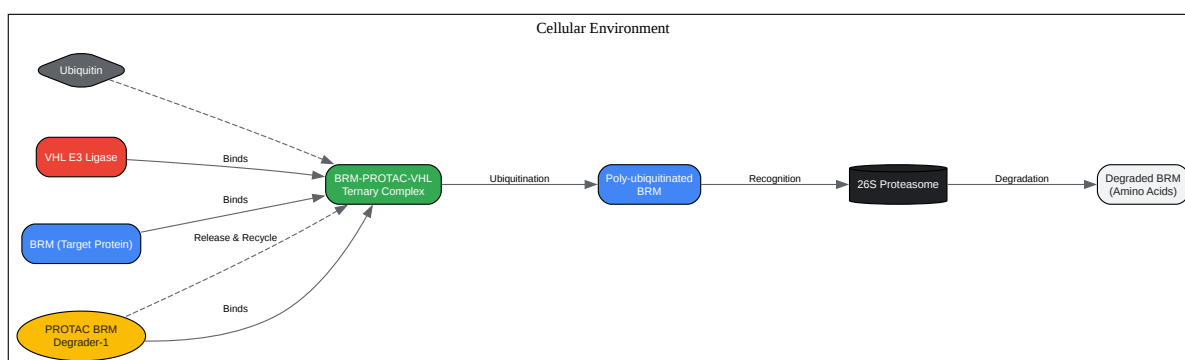 Cellular Environment
Ubiquitin
VHL E3 Ligase
Binds
BRM-PROTAC-VHL
Ternary Complex
Ubiquitination
Poly-ubiquitinated
BRM
Recognition
26S Proteasome
Degradation
Degraded BRM
(Amino Acids)
Binds
BRM (Target Protein)
Release & Recycle
Binds
PROTAC BRM
Degrader-1